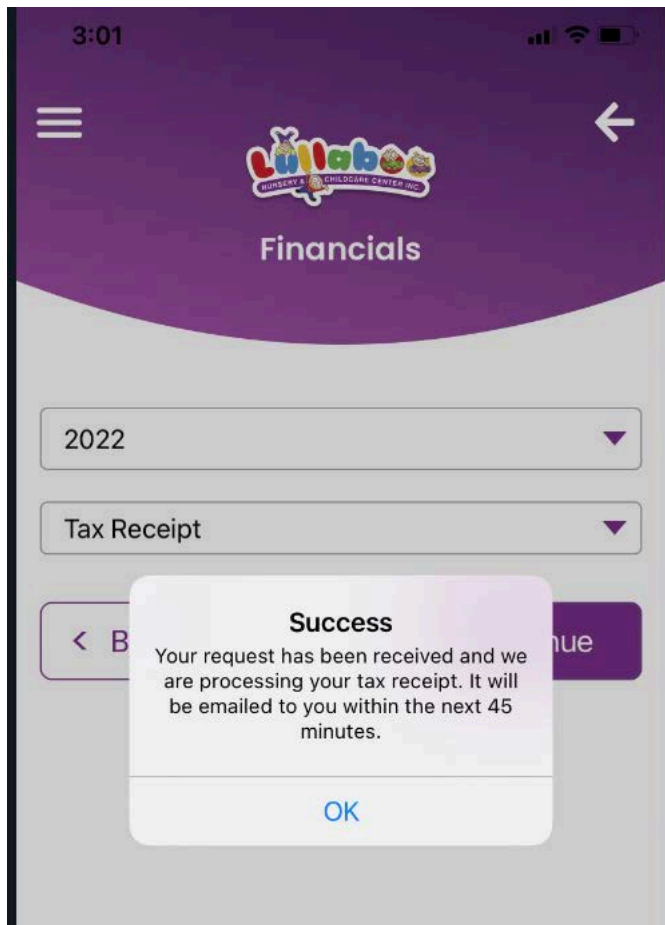 3:01
Lullaboo
NURSERY & CHILDCARE CENTER INC.
Financials
2022
Tax Receipt
< B
nue
Success
Your request has been received and we
are processing your tax receipt. It will
be emailed to you within the next 45
minutes.
OK